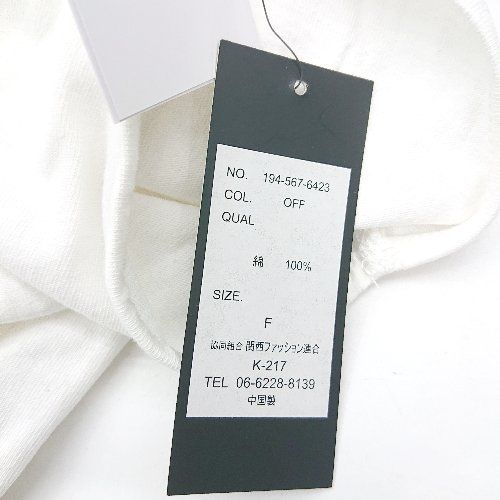 NO. 194-567-6423
COL. OFF
QUAL
綿 100%
SIZE.
F
協同組合 関西ファッション連合
K-217
TEL 06-6228-8139
中国製